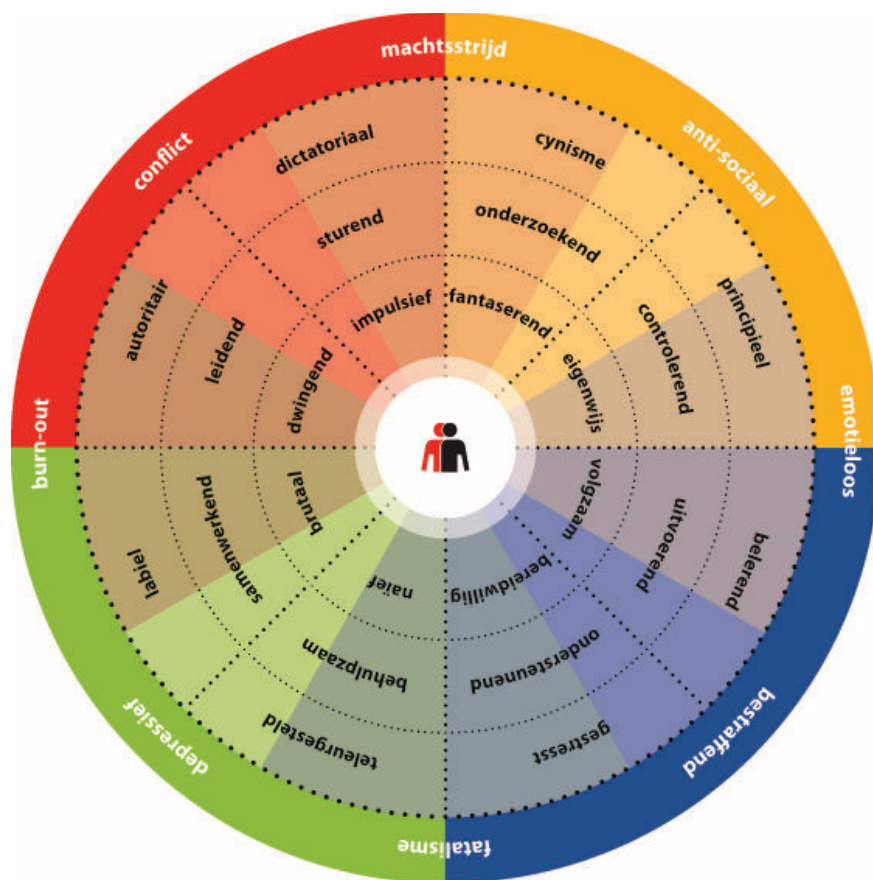 machtsstrijd
anti-sociaal
emotieloos
bestraffend
fatalisme
depressief
burn-out
conflict
dictatoriaal
cynisme
principieel
belerend
gestresst
teleurgesteld
labiel
autoritair
sturend
onderzoekend
controlerend
uitvoerend
ondersteunend
behulpzaam
samenwerkend
leidend
impulsief
fantaserend
eigenwijs
volgzaam
bereidwillig
naïef
brutaal
dwingend